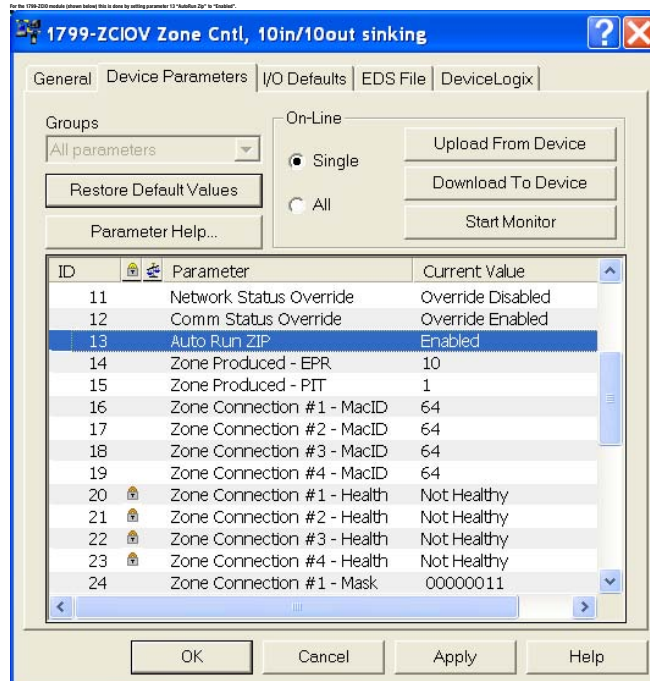 For the 1799-ZCIO module (shown below) this is done by setting parameter 13 "AutoRun Zip" to "Enabled".
1799-ZCIOV Zone Cntl, 10in/10out sinking
General Device Parameters I/O Defaults EDS File DeviceLogix
Groups
All parameters
Restore Default Values
Parameter Help...
On-Line
Single
All
Upload From Device
Download To Device
Start Monitor
ID Parameter Current Value
11 Network Status Override Override Disabled
12 Comm Status Override Override Enabled
13 Auto Run ZIP Enabled
14 Zone Produced - EPR 10
15 Zone Produced - PIT 1
16 Zone Connection #1 - MacID 64
17 Zone Connection #2 - MacID 64
18 Zone Connection #3 - MacID 64
19 Zone Connection #4 - MacID 64
20 Zone Connection #1 - Health Not Healthy
21 Zone Connection #2 - Health Not Healthy
22 Zone Connection #3 - Health Not Healthy
23 Zone Connection #4 - Health Not Healthy
24 Zone Connection #1 - Mask 00000011
OK Cancel Apply Help